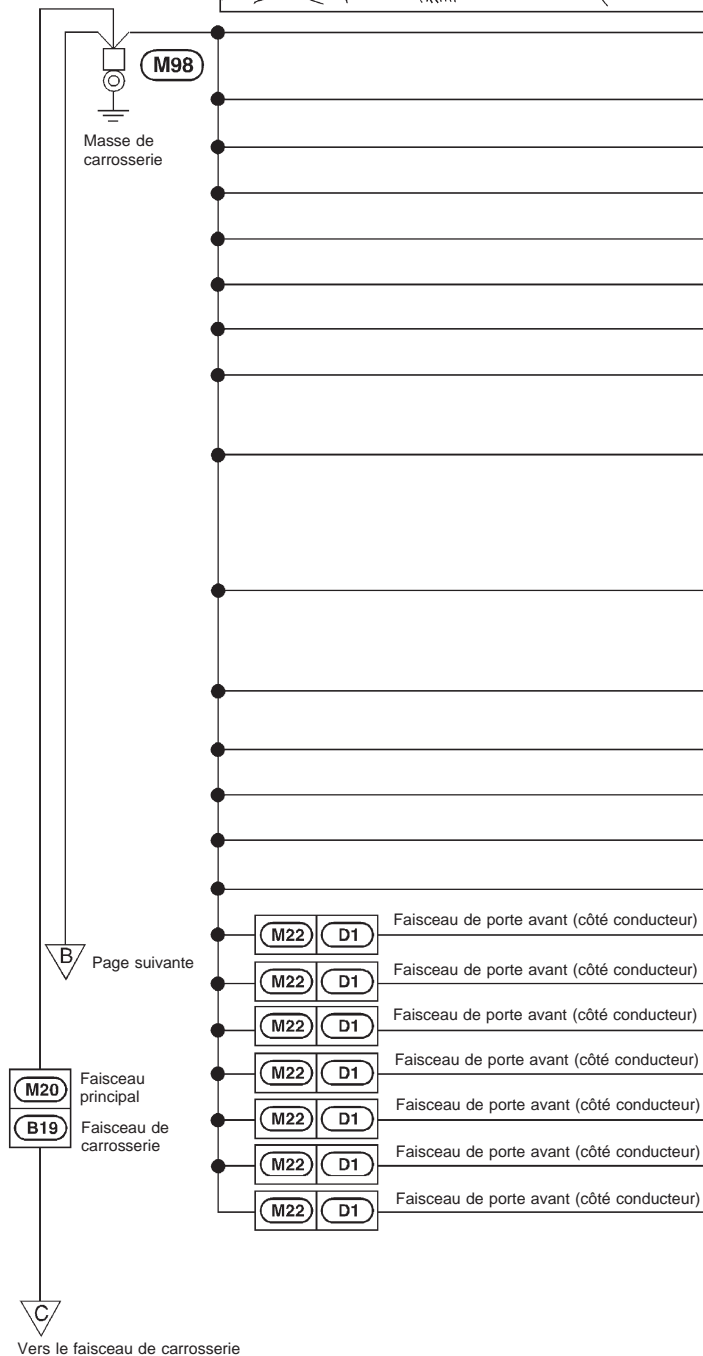 M98
Masse de
carrosserie
M22 D1 Faisceau de porte avant (côté conducteur)
B Page suivante
M22 D1 Faisceau de porte avant (côté conducteur)
M22 D1 Faisceau de porte avant (côté conducteur)
M22 D1 Faisceau de porte avant (côté conducteur)
M20 Faisceau
principal
M22 D1 Faisceau de porte avant (côté conducteur)
B19 Faisceau de
carrosserie
M22 D1 Faisceau de porte avant (côté conducteur)
M22 D1 Faisceau de porte avant (côté conducteur)
C
Vers le faisceau de carrosserie